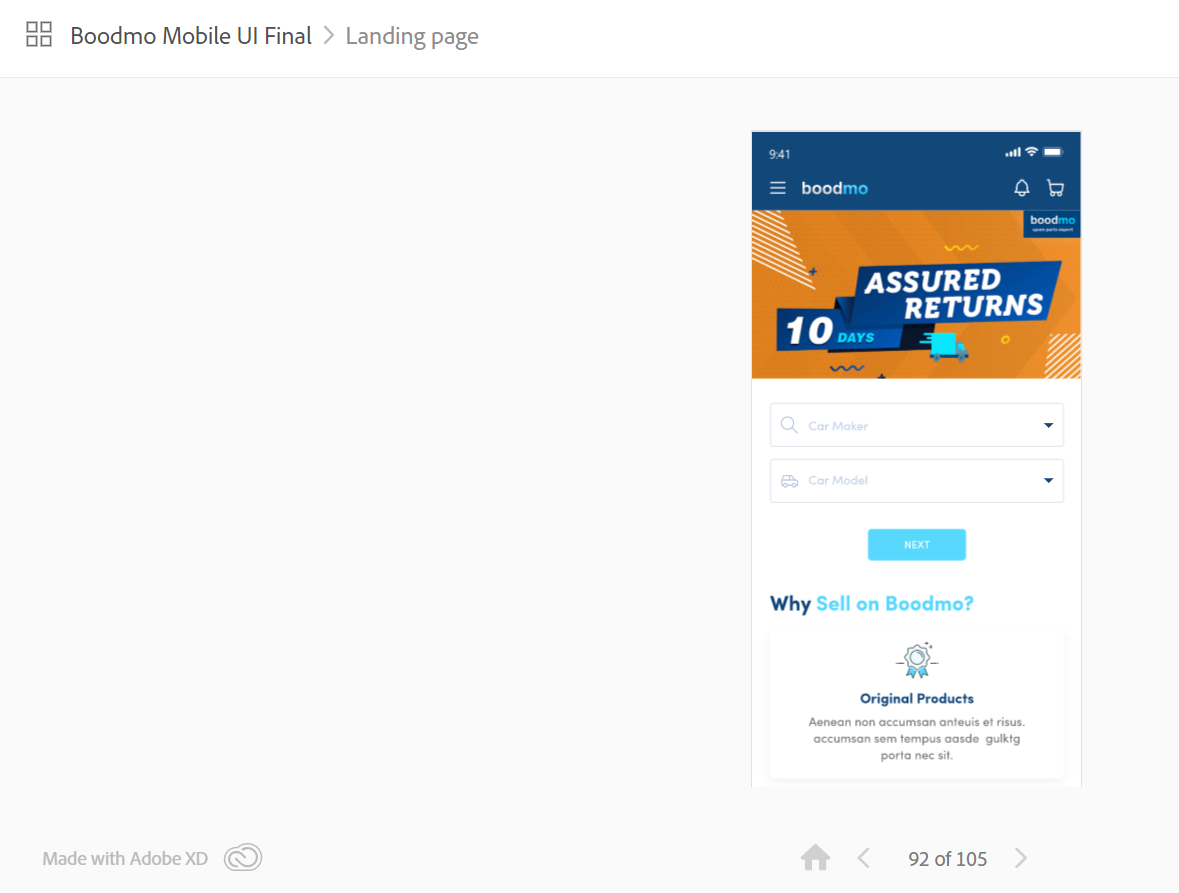 Boodmo Mobile UI Final > Landing page
9:41
boodmo
boodmo
spare parts expert
ASSURED
RETURNS
10 DAYS
Car Maker
Car Model
NEXT
Why Sell on Boodmo?
Original Products
Aenean non accumsan anteuis et risus.
accumsan sem tempus aasde gulktg
porta nec sit.
Made with Adobe XD
92 of 105